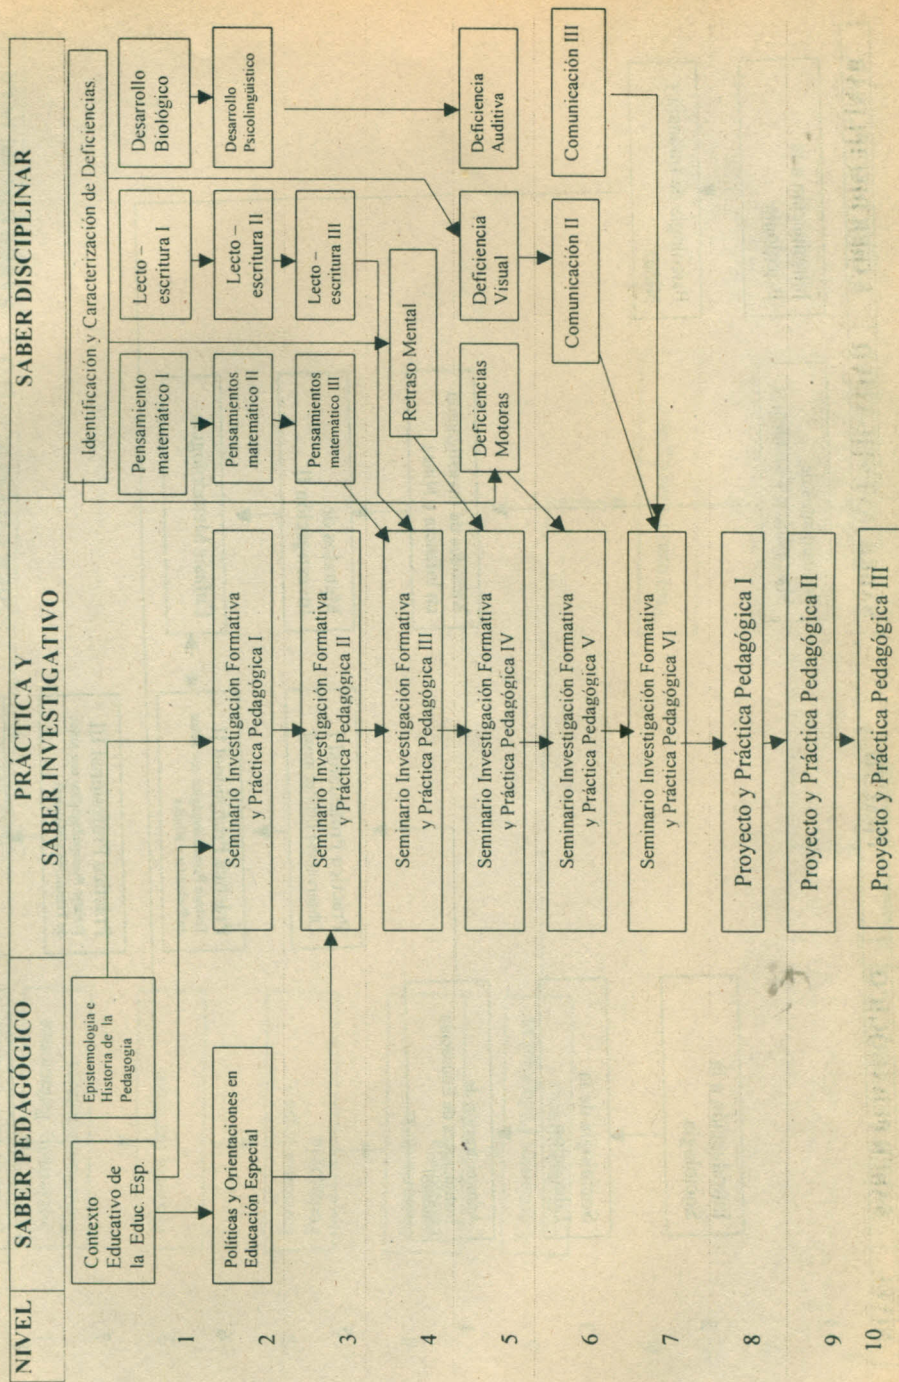 NIVEL
SABER PEDAGÓGICO
PRÁCTICA Y
SABER INVESTIGATIVO
SABER DISCIPLINAR
1
Contexto
Educativo de
la Educ. Esp.
Epistemologia e
Historia de la
Pedagogia
Identificación y Caracterización de Deficiencias
Pensamiento
matemático I
Lecto –
escritura I
Desarrollo
Biológico
2
Políticas y Orientaciones en
Educación Especial
Seminario Investigación Formativa
y Práctica Pedagógica I
Pensamientos
matemático II
Lecto –
escritura II
Desarrollo
Psicolingüistico
3
Seminario Investigación Formativa
y Práctica Pedagógica II
Pensamientos
matemático III
Lecto –
escritura III
4
Seminario Investigación Formativa
y Práctica Pedagógica III
Retraso Mental
5
Seminario Investigación Formativa
y Práctica Pedagógica IV
Deficiencias
Motoras
Deficiencia
Visual
Deficiencia
Auditiva
6
Seminario Investigación Formativa
y Práctica Pedagógica V
Comunicación II
Comunicación III
7
Seminario Investigación Formativa
y Práctica Pedagógica VI
8
Proyecto y Práctica Pedagógica I
9
Proyecto y Práctica Pedagógica II
10
Proyecto y Práctica Pedagógica III